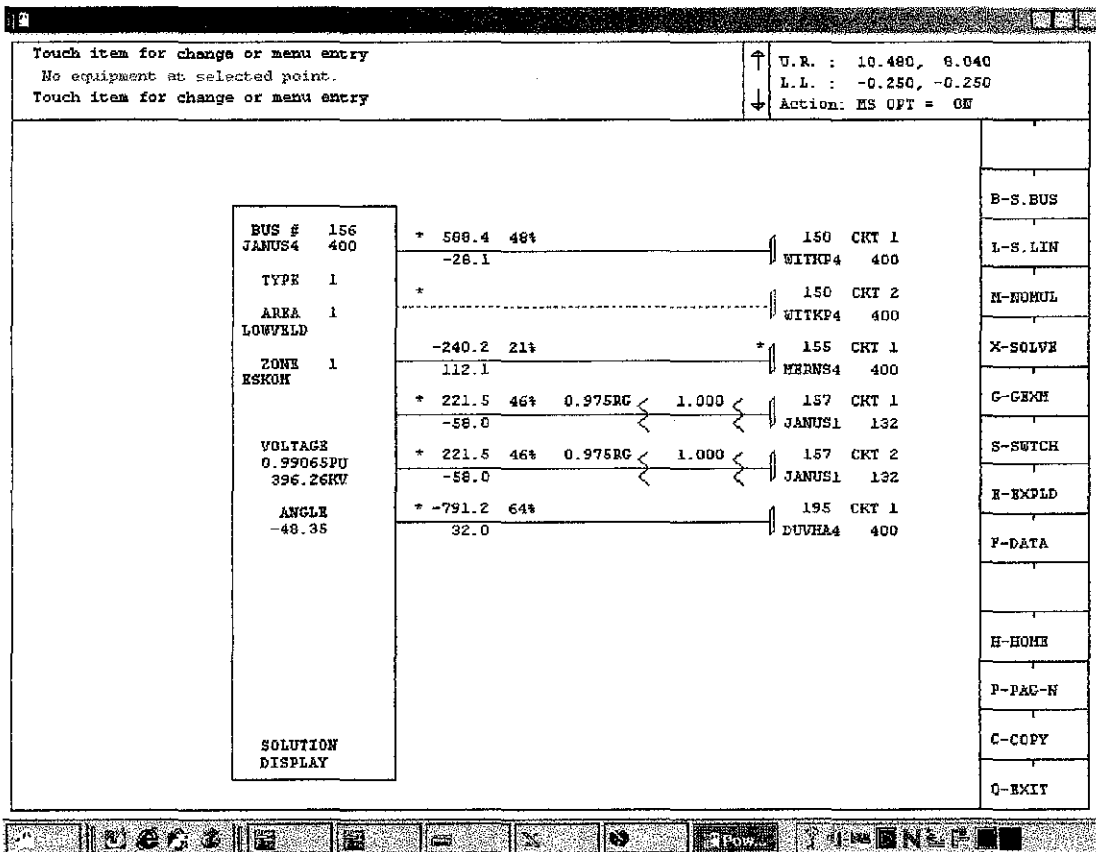 Touch item for change or menu entry
No equipment at selected point.
Touch item for change or menu entry
U.R. : 10.480, 8.040
L.L. : -0.250, -0.250
Action: MS OPT = ON
BUS # 156
JANUS4 400
TYPE 1
AREA 1
LOWVELD
ZONE 1
ESKOM
VOLTAGE
0.99065PU
396.26KV
ANGLE
-48.35
SOLUTION
DISPLAY
* 588.4 48% 150 CKT 1
-28.1 WITKP4 400
* 150 CKT 2
WITKP4 400
-240.2 21% * 155 CKT 1
112.1 MERNS4 400
* 221.5 46% 0.975RG 1.000 157 CKT 1
-58.0 JANUS1 132
* 221.5 46% 0.975RG 1.000 157 CKT 2
-58.0 JANUS1 132
* -791.2 64% 195 CKT 1
32.0 DUVHA4 400
B-S.BUS
L-S.LIN
M-NOMUL
X-SOLVE
G-GEXM
S-SWTCH
E-EXPLD
F-DATA
H-HOME
P-PAG-N
C-COPY
Q-EXIT